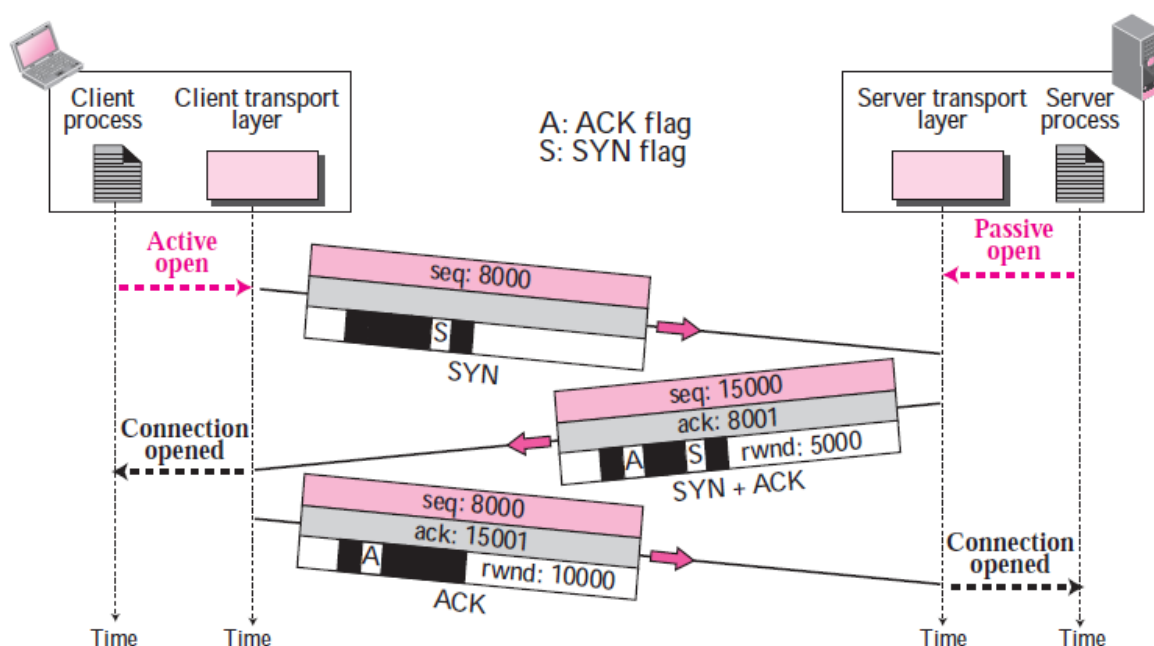 Client
process
Client transport
layer
A: ACK flag
S: SYN flag
Server transport
layer
Server
process
Active
open
Passive
open
seq: 8000
S
SYN
seq: 15000
ack: 8001
A
S
rwnd: 5000
SYN + ACK
Connection
opened
seq: 8000
ack: 15001
A
rwnd: 10000
ACK
Connection
opened
Time
Time
Time
Time